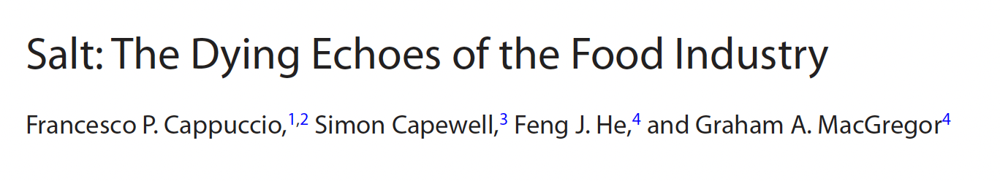 Salt: The Dying Echoes of the Food Industry
Francesco P. Cappuccio,1,2 Simon Capewell,3 Feng J. He,4 and Graham A. MacGregor4